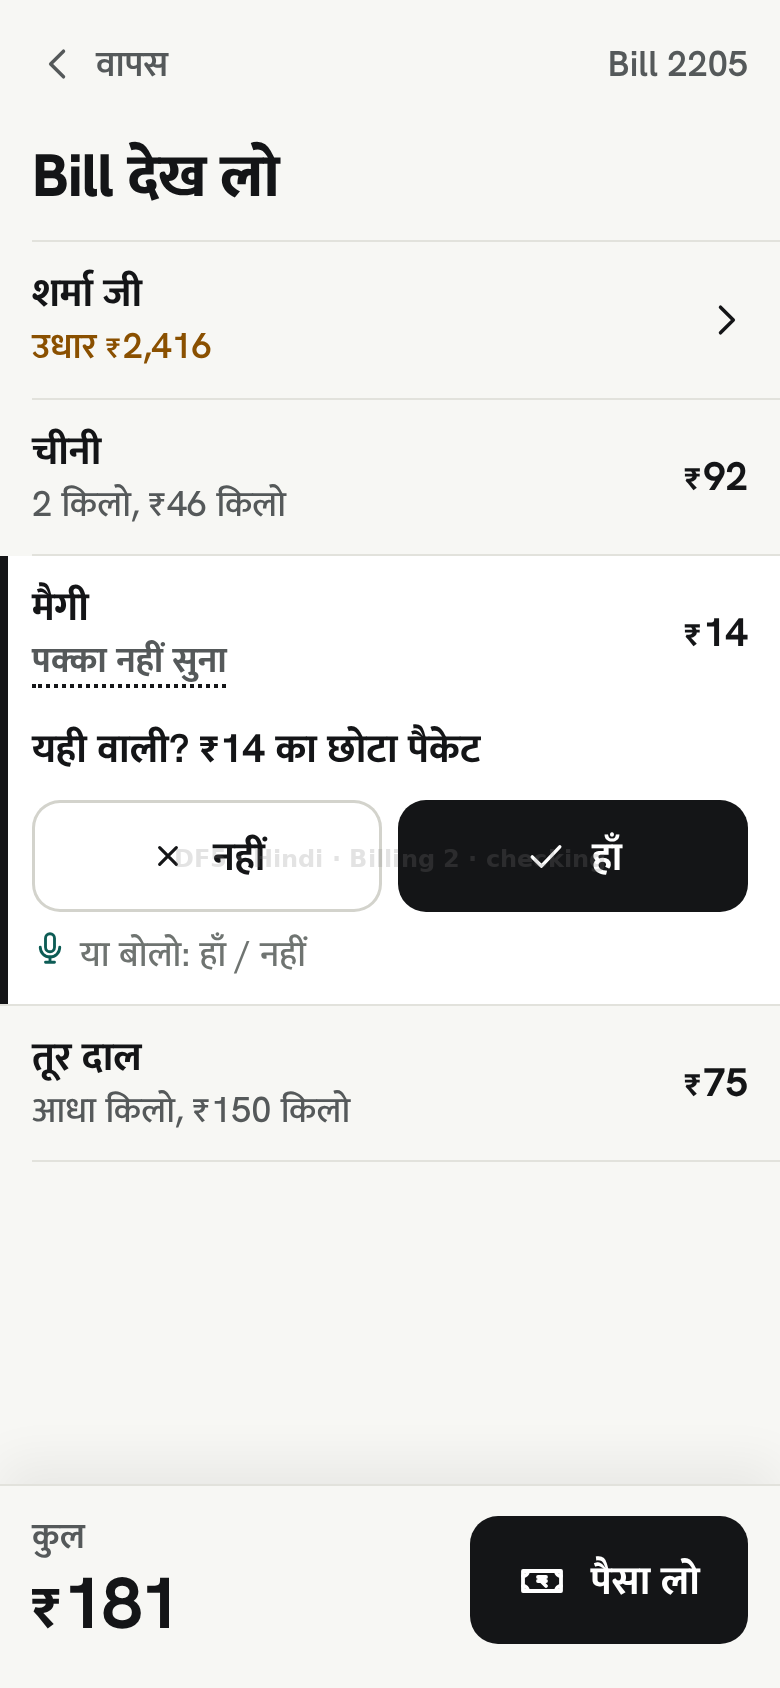 वापस
Bill 2205
Bill देख लो
शर्मा जी
उधार ₹2,416
चीनी
₹92
2 किलो, ₹46 किलो
मैगी
₹14
पक्का नहीं सुना
यही वाली? ₹14 का छोटा पैकेट
नहीं
हाँ
या बोलो: हाँ / नहीं
तूर दाल
₹75
आधा किलो, ₹150 किलो
कुल
₹181
पैसा लो